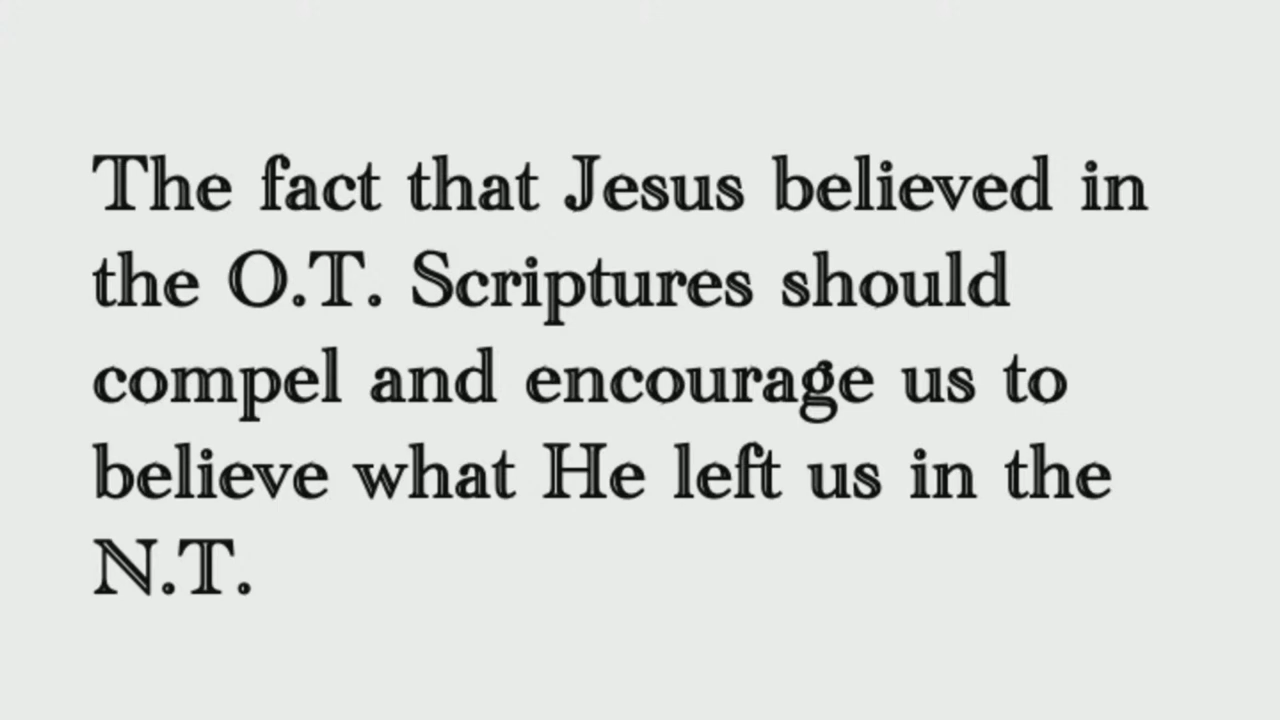 The fact that Jesus believed in
the O.T. Scriptures should
compel and encourage us to
believe what He left us in the
N.T.